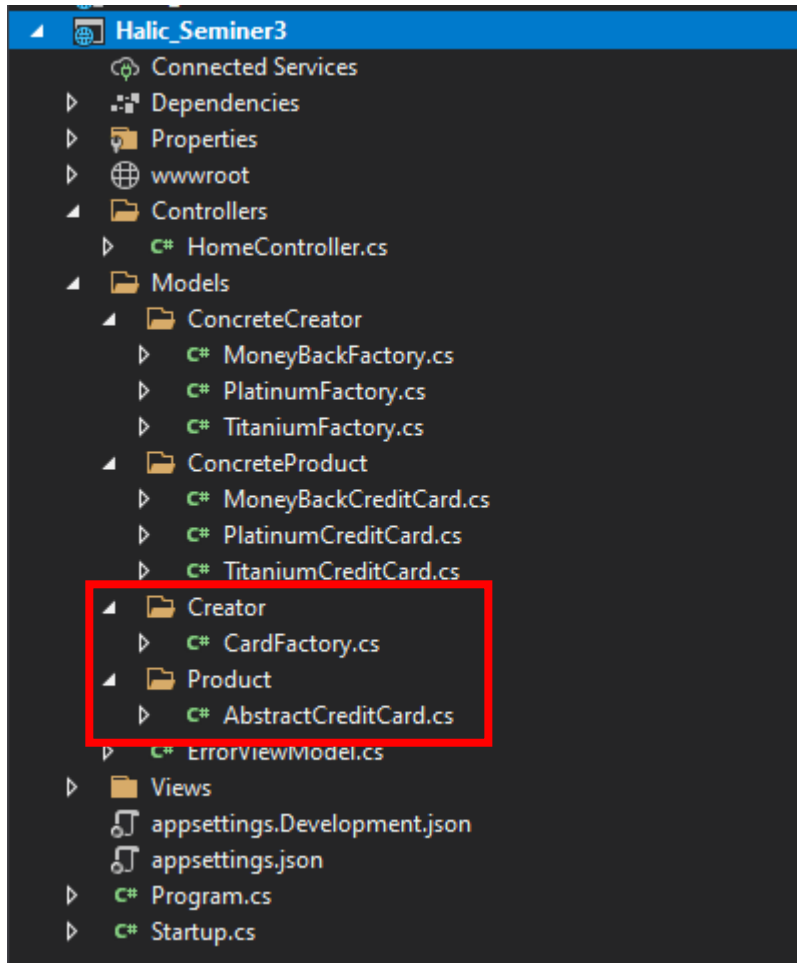 Halic_Seminer3
Connected Services
Dependencies
Properties
wwwroot
Controllers
C# HomeController.cs
Models
ConcreteCreator
C# MoneyBackFactory.cs
C# PlatinumFactory.cs
C# TitaniumFactory.cs
ConcreteProduct
C# MoneyBackCreditCard.cs
C# PlatinumCreditCard.cs
C# TitaniumCreditCard.cs
Creator
C# CardFactory.cs
Product
C# AbstractCreditCard.cs
C# ErrorViewModel.cs
Views
appsettings.Development.json
appsettings.json
C# Program.cs
C# Startup.cs